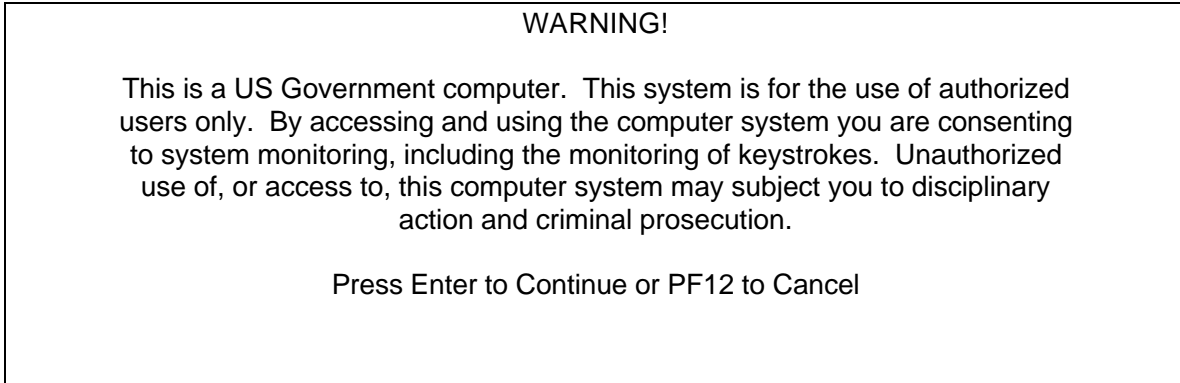 WARNING!
This is a US Government computer.  This system is for the use of authorized
users only.  By accessing and using the computer system you are consenting
to system monitoring, including the monitoring of keystrokes.  Unauthorized
use of, or access to, this computer system may subject you to disciplinary
action and criminal prosecution.
Press Enter to Continue or PF12 to Cancel